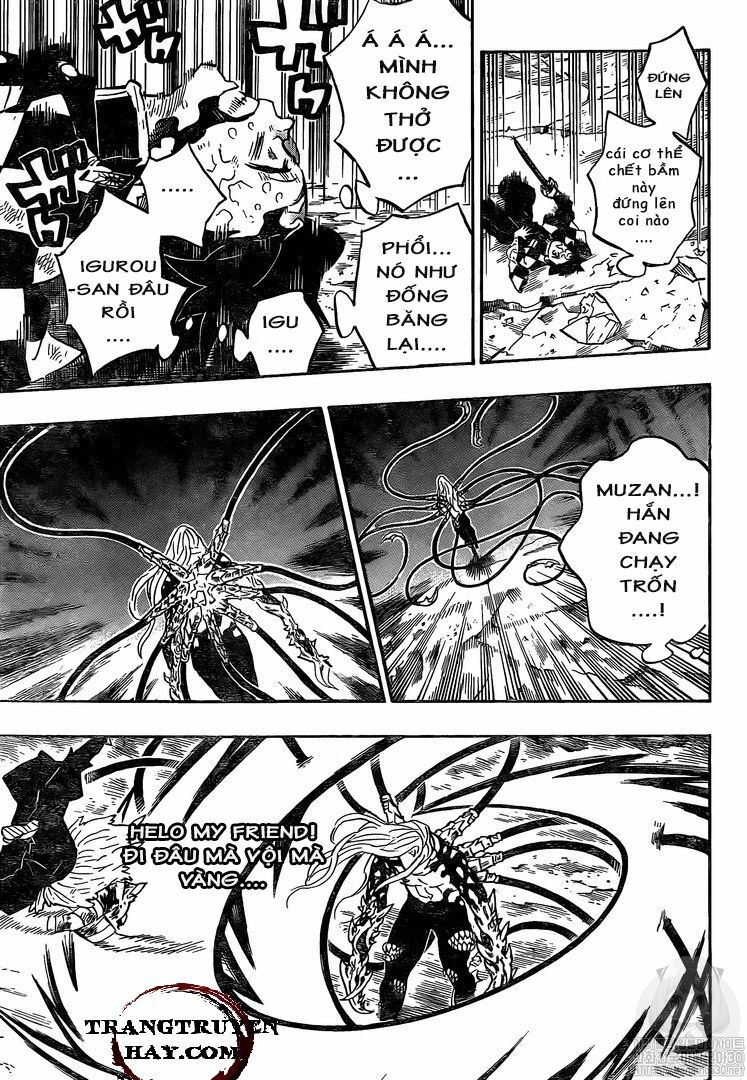 ĐỨNG
LÊN
cái cơ thể
chết bầm
này
đứng lên
coi nào
....
Á Á Á...
MÌNH
KHÔNG
THỞ
ĐƯỢC
...
PHỔI...
NÓ NHƯ
ĐỐNG
BĂNG
LẠI....
.....
IGU
....
IGUROU
-SAN ĐÂU
RỒI
....
MUZAN...!
HẮN
ĐANG
CHẠY
TRỐN
....!
HELO MY FRIEND!
ĐI ĐÂU MÀ VỘI MÀ
VÀNG....
TRANGTRUYEN
HAY.COM